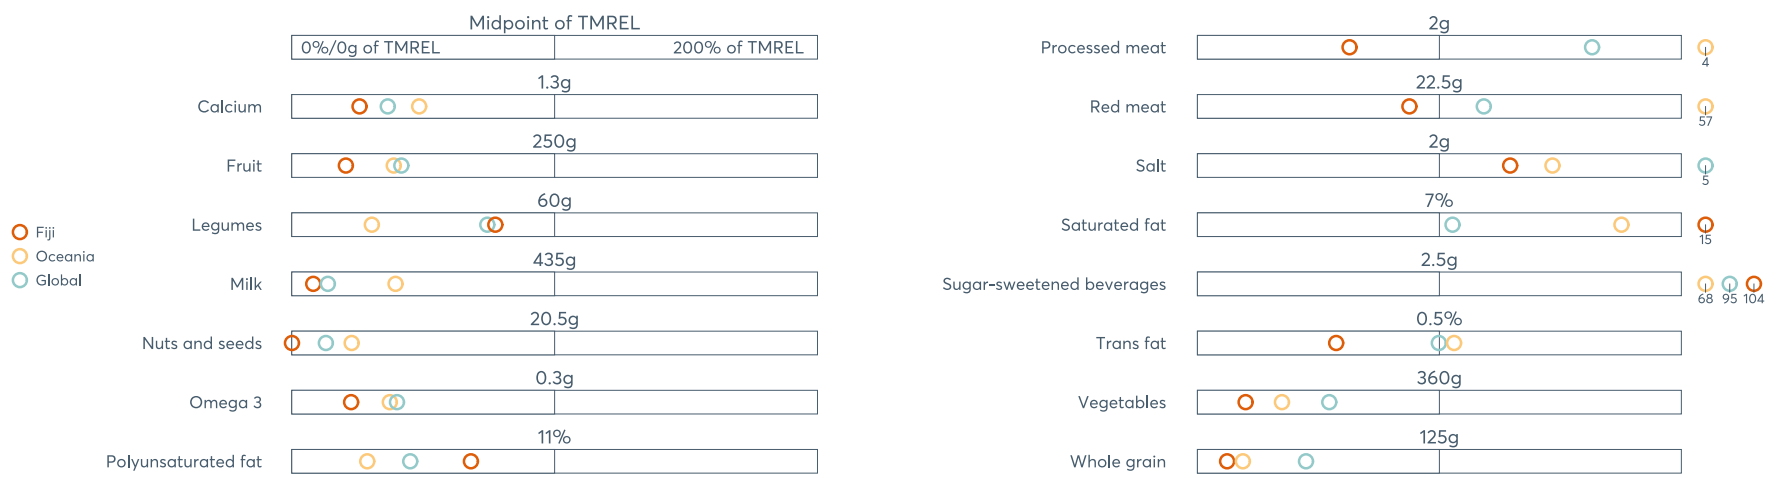 Midpoint of TMREL
0%/0g of TMREL 200% of TMREL
1.3g
Calcium
250g
Fruit
60g
Legumes
435g
Milk
20.5g
Nuts and seeds
0.3g
Omega 3
11%
Polyunsaturated fat
Fiji
Oceania
Global
2g
Processed meat
4
22.5g
Red meat
57
2g
Salt
5
7%
Saturated fat
15
2.5g
Sugar-sweetened beverages
68 95 104
0.5%
Trans fat
360g
Vegetables
125g
Whole grain